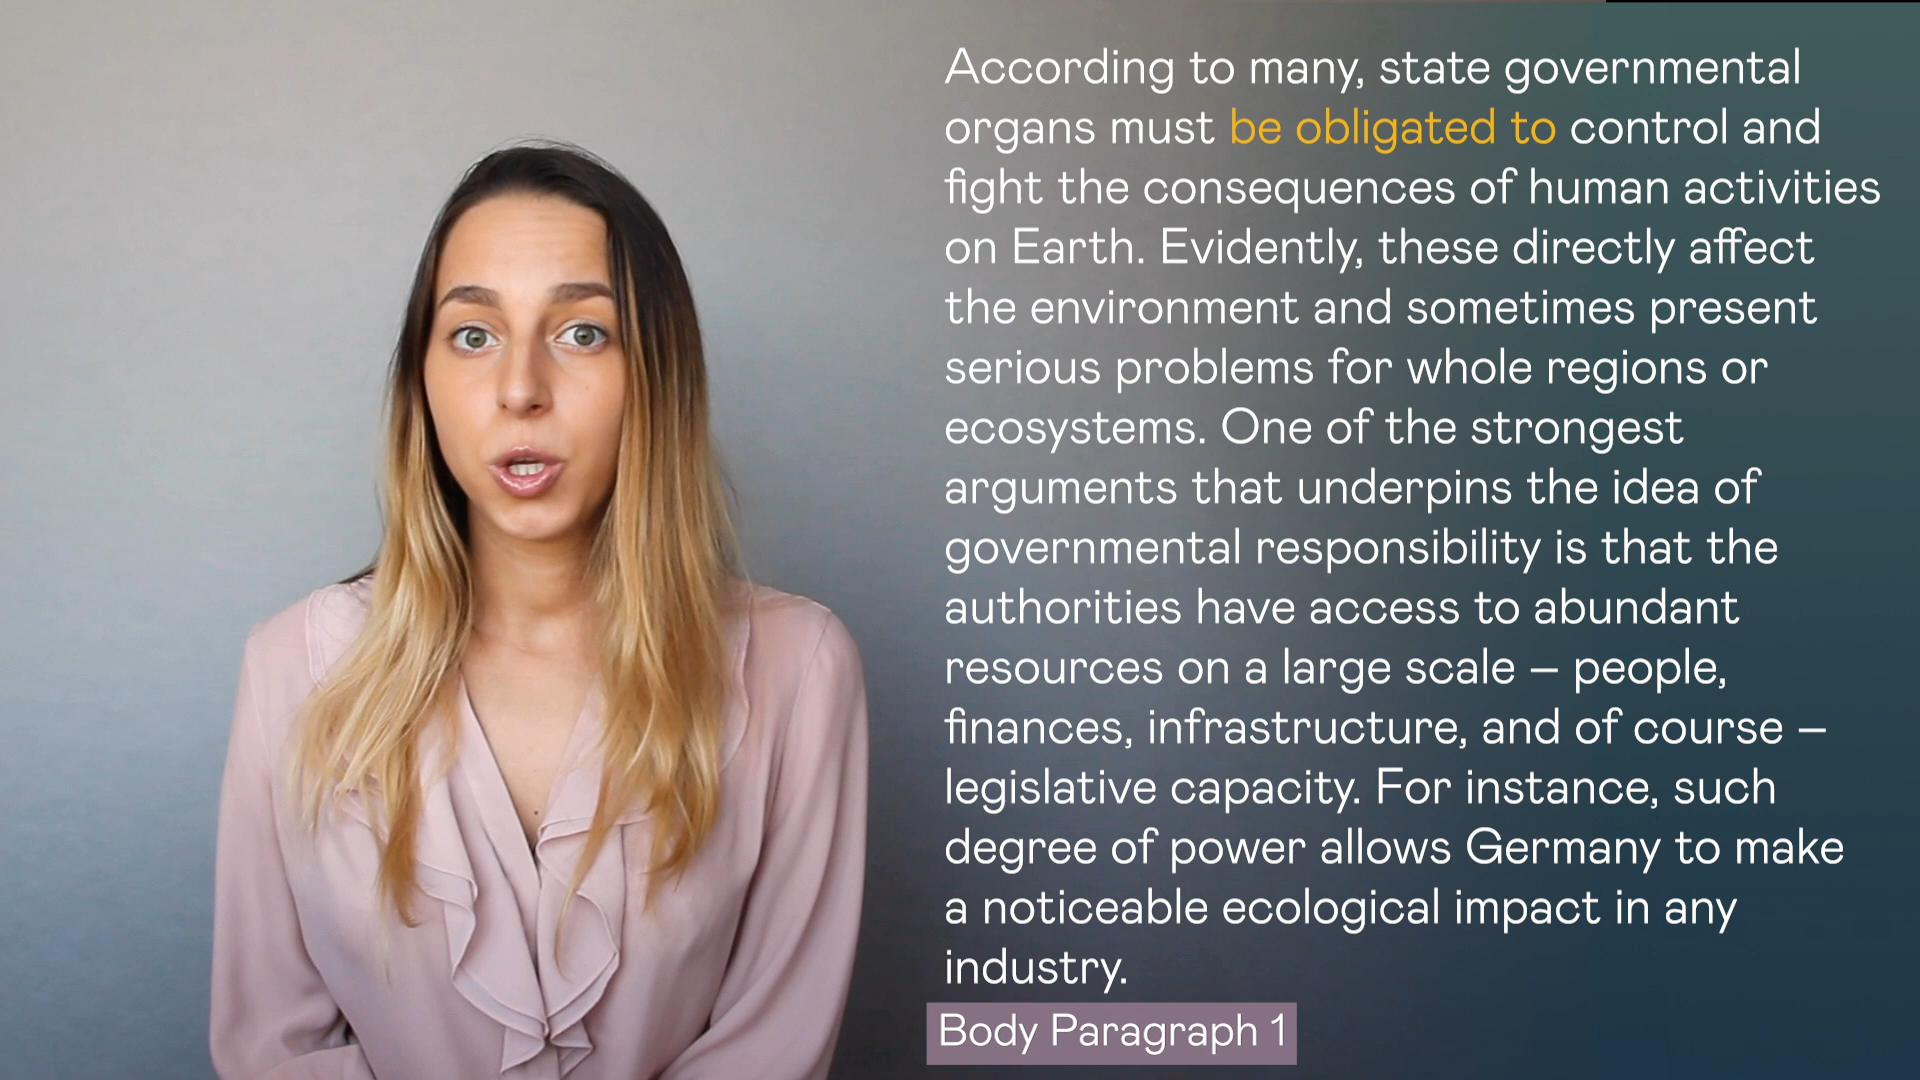 According to many, state governmental
organs must be obligated to control and
fight the consequences of human activities
on Earth. Evidently, these directly affect
the environment and sometimes present
serious problems for whole regions or
ecosystems. One of the strongest
arguments that underpins the idea of
governmental responsibility is that the
authorities have access to abundant
resources on a large scale – people,
finances, infrastructure, and of course –
legislative capacity. For instance, such
degree of power allows Germany to make
a noticeable ecological impact in any
industry.
Body Paragraph 1